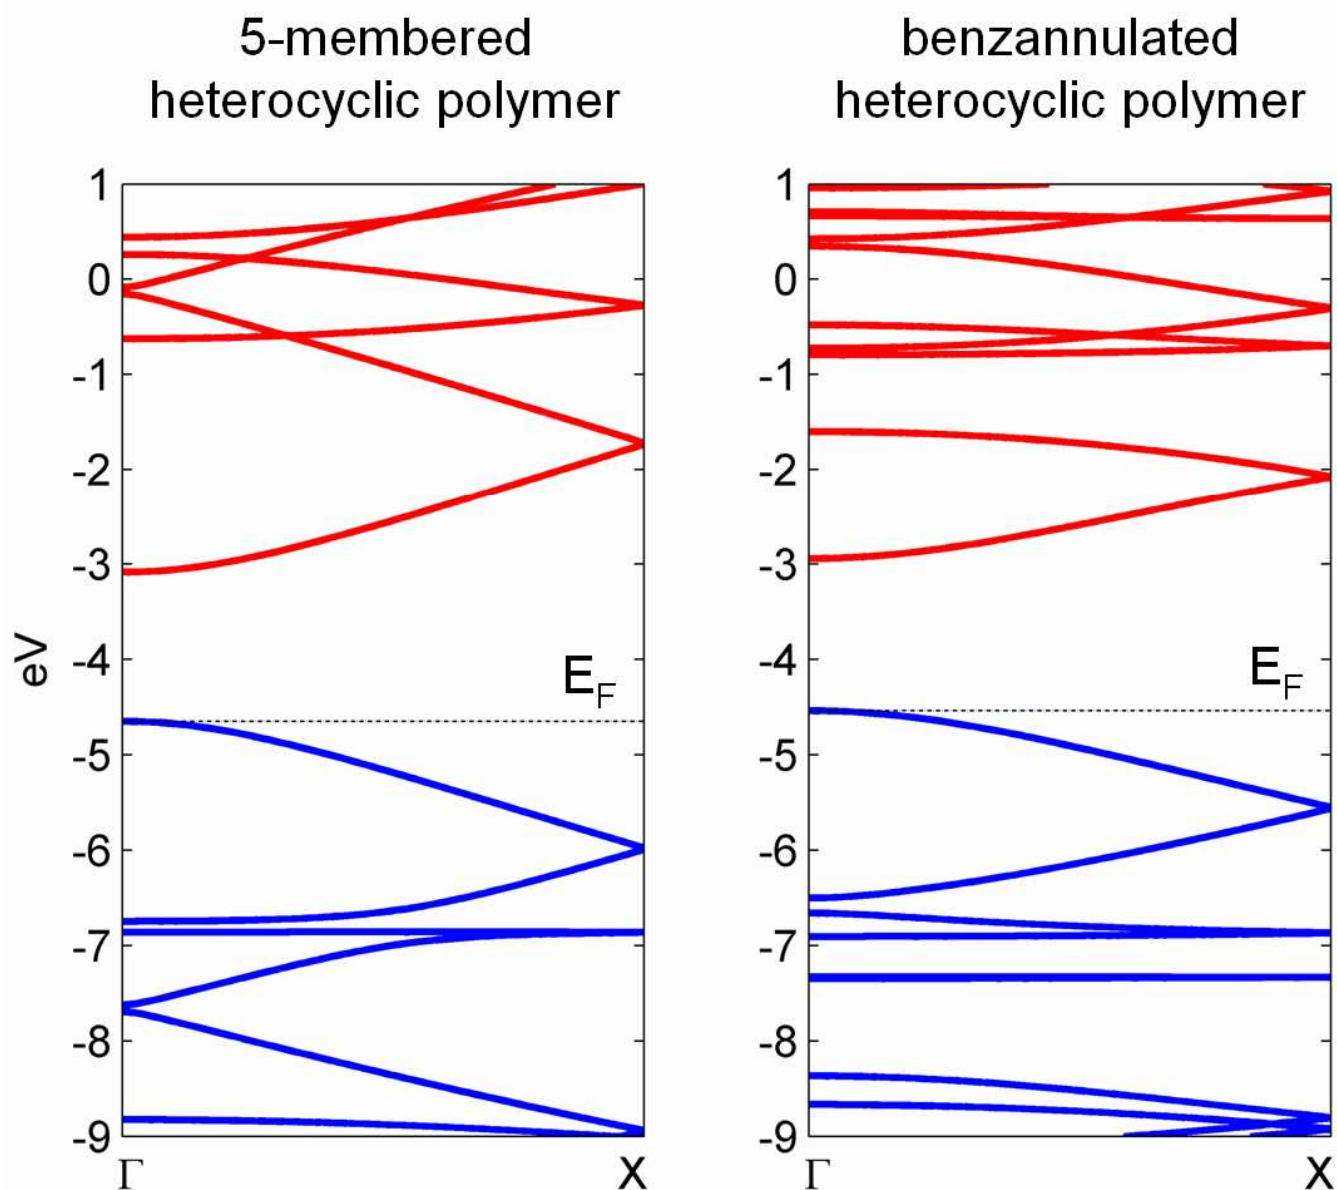 5-membered
heterocyclic polymer
benzannulated
heterocyclic polymer
eV
1
0
-1
-2
-3
-4
-5
-6
-7
-8
-9
E_F
Γ
X
1
0
-1
-2
-3
-4
-5
-6
-7
-8
-9
E_F
Γ
X